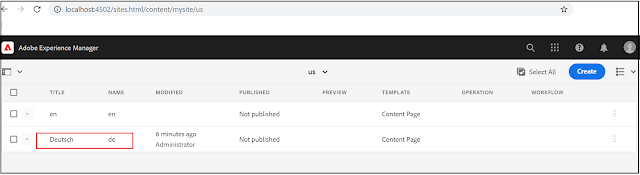 localhost:4502/sites.html/content/mysite/us
Adobe Experience Manager
us
Select All
Create
TITLE NAME MODIFIED PUBLISHED PREVIEW TEMPLATE OPERATION WORKFLOW
en en Not published Content Page
Deutsch de 6 minutes ago Not published Content Page
Administrator